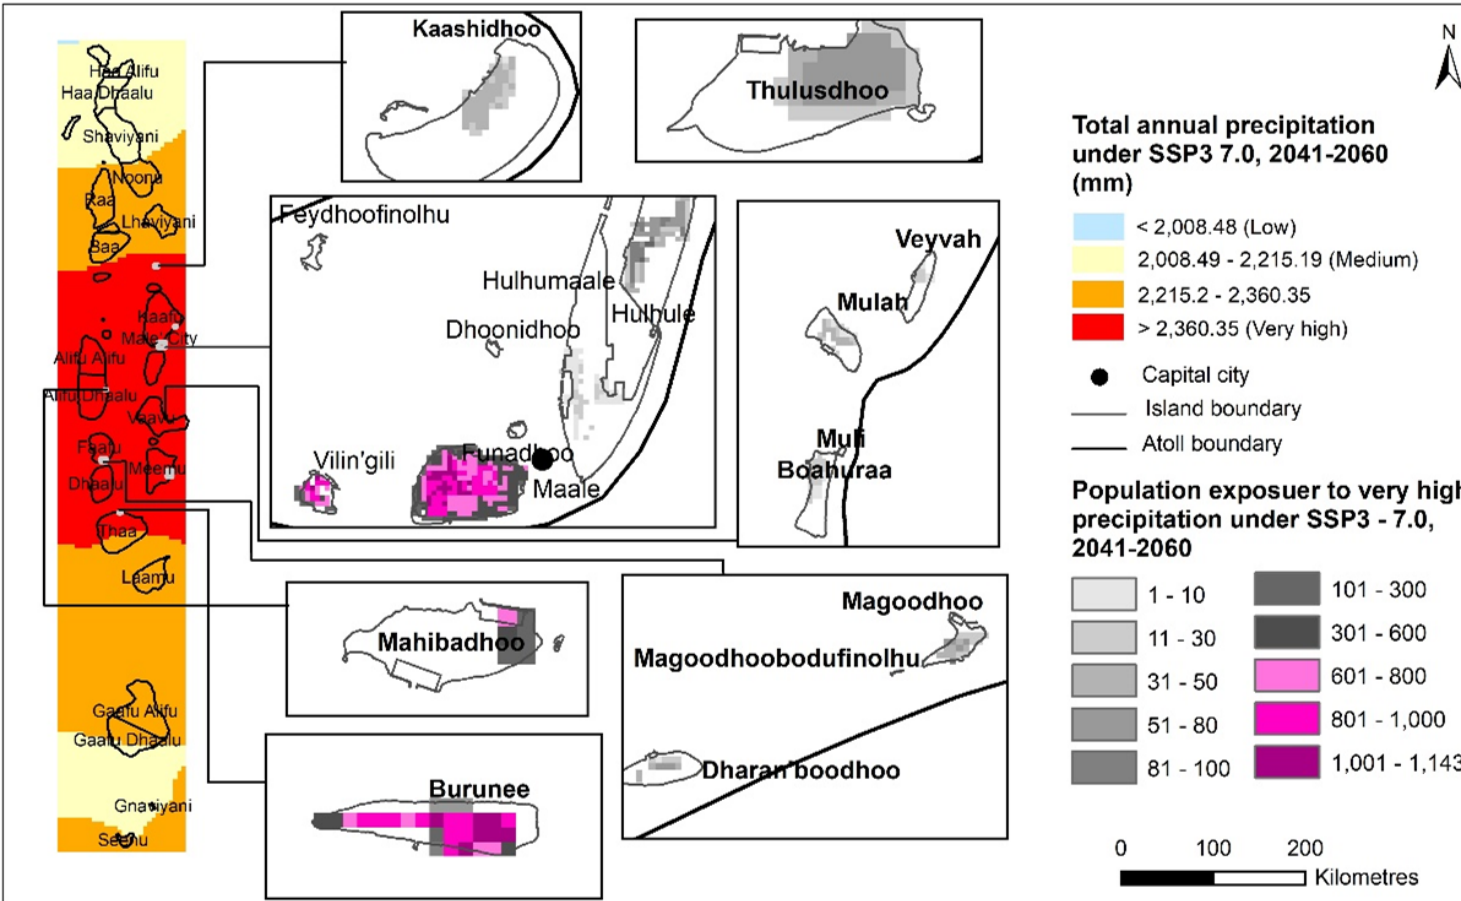 Haa Alifu
Haa Dhaalu
Shaviyani
Noonu
Raa
Lhaviyani
Baa
Kaafu
Male' City
Alifu Alifu
Alifu Dhaalu
Vaavu
Faafu
Meemu
Dhaalu
Thaa
Laamu
Gaafu Alifu
Gaafu Dhaalu
Gnaviyani
Seenu
Kaashidhoo
Thulusdhoo
Feydhoofinolhu
Hulhumaale
Hulhule
Dhoonidhoo
Vilin'gili
Funadhoo
Maale
Veyvah
Mulah
Muli
Boahuraa
Mahibadhoo
Magoodhoo
Magoodhoobodufinolhu
Dharan'boodhoo
Burunee
N
Total annual precipitation
under SSP3 7.0, 2041-2060
(mm)
< 2,008.48 (Low)
2,008.49 - 2,215.19 (Medium)
2,215.2 - 2,360.35
> 2,360.35 (Very high)
Capital city
Island boundary
Atoll boundary
Population exposuer to very high
precipitation under SSP3 - 7.0,
2041-2060
1 - 10
11 - 30
31 - 50
51 - 80
81 - 100
101 - 300
301 - 600
601 - 800
801 - 1,000
1,001 - 1,143
0 100 200
Kilometres